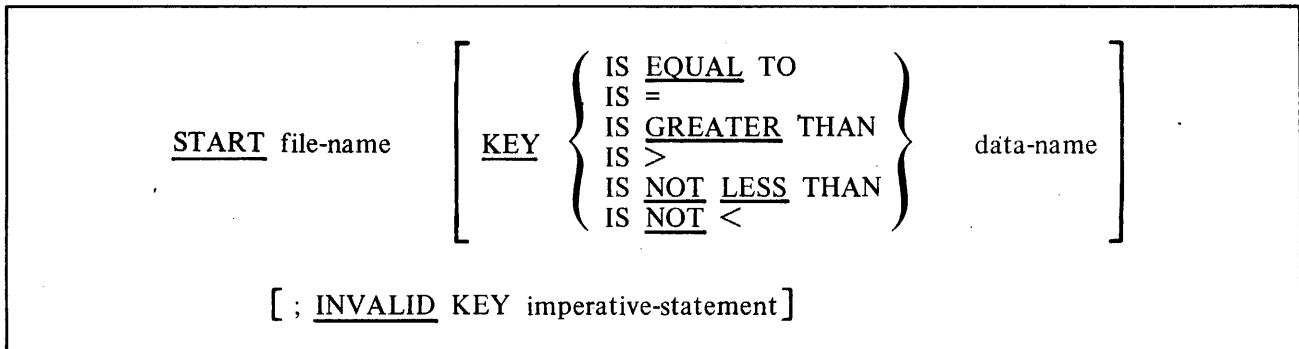 IS EQUAL TO
IS =
IS GREATER THAN
START file-name [ KEY { IS > } data-name ]
IS NOT LESS THAN
IS NOT <
[ ; INVALID KEY imperative-statement ]